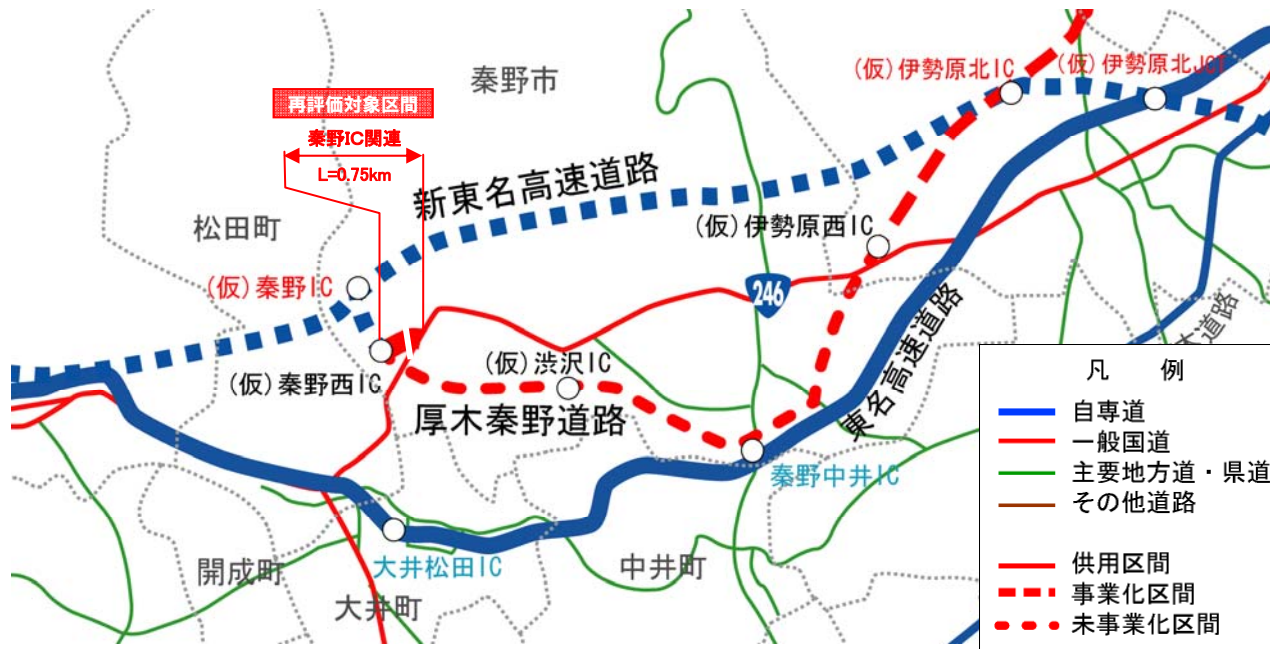 秦野市
(仮)伊勢原北IC
(仮)伊勢原北JCT
再評価対象区間
秦野IC関連
L=0.75km
新東名高速道路
松田町
(仮)伊勢原西IC
(仮)秦野IC
246
東名高速道路
木道路
(仮)秦野西IC
(仮)渋沢IC
厚木秦野道路
秦野中井IC
大井松田IC
中井町
開成町
大井町
凡 例
自専道
一般国道
主要地方道・県道
その他道路
供用区間
事業化区間
未事業化区間